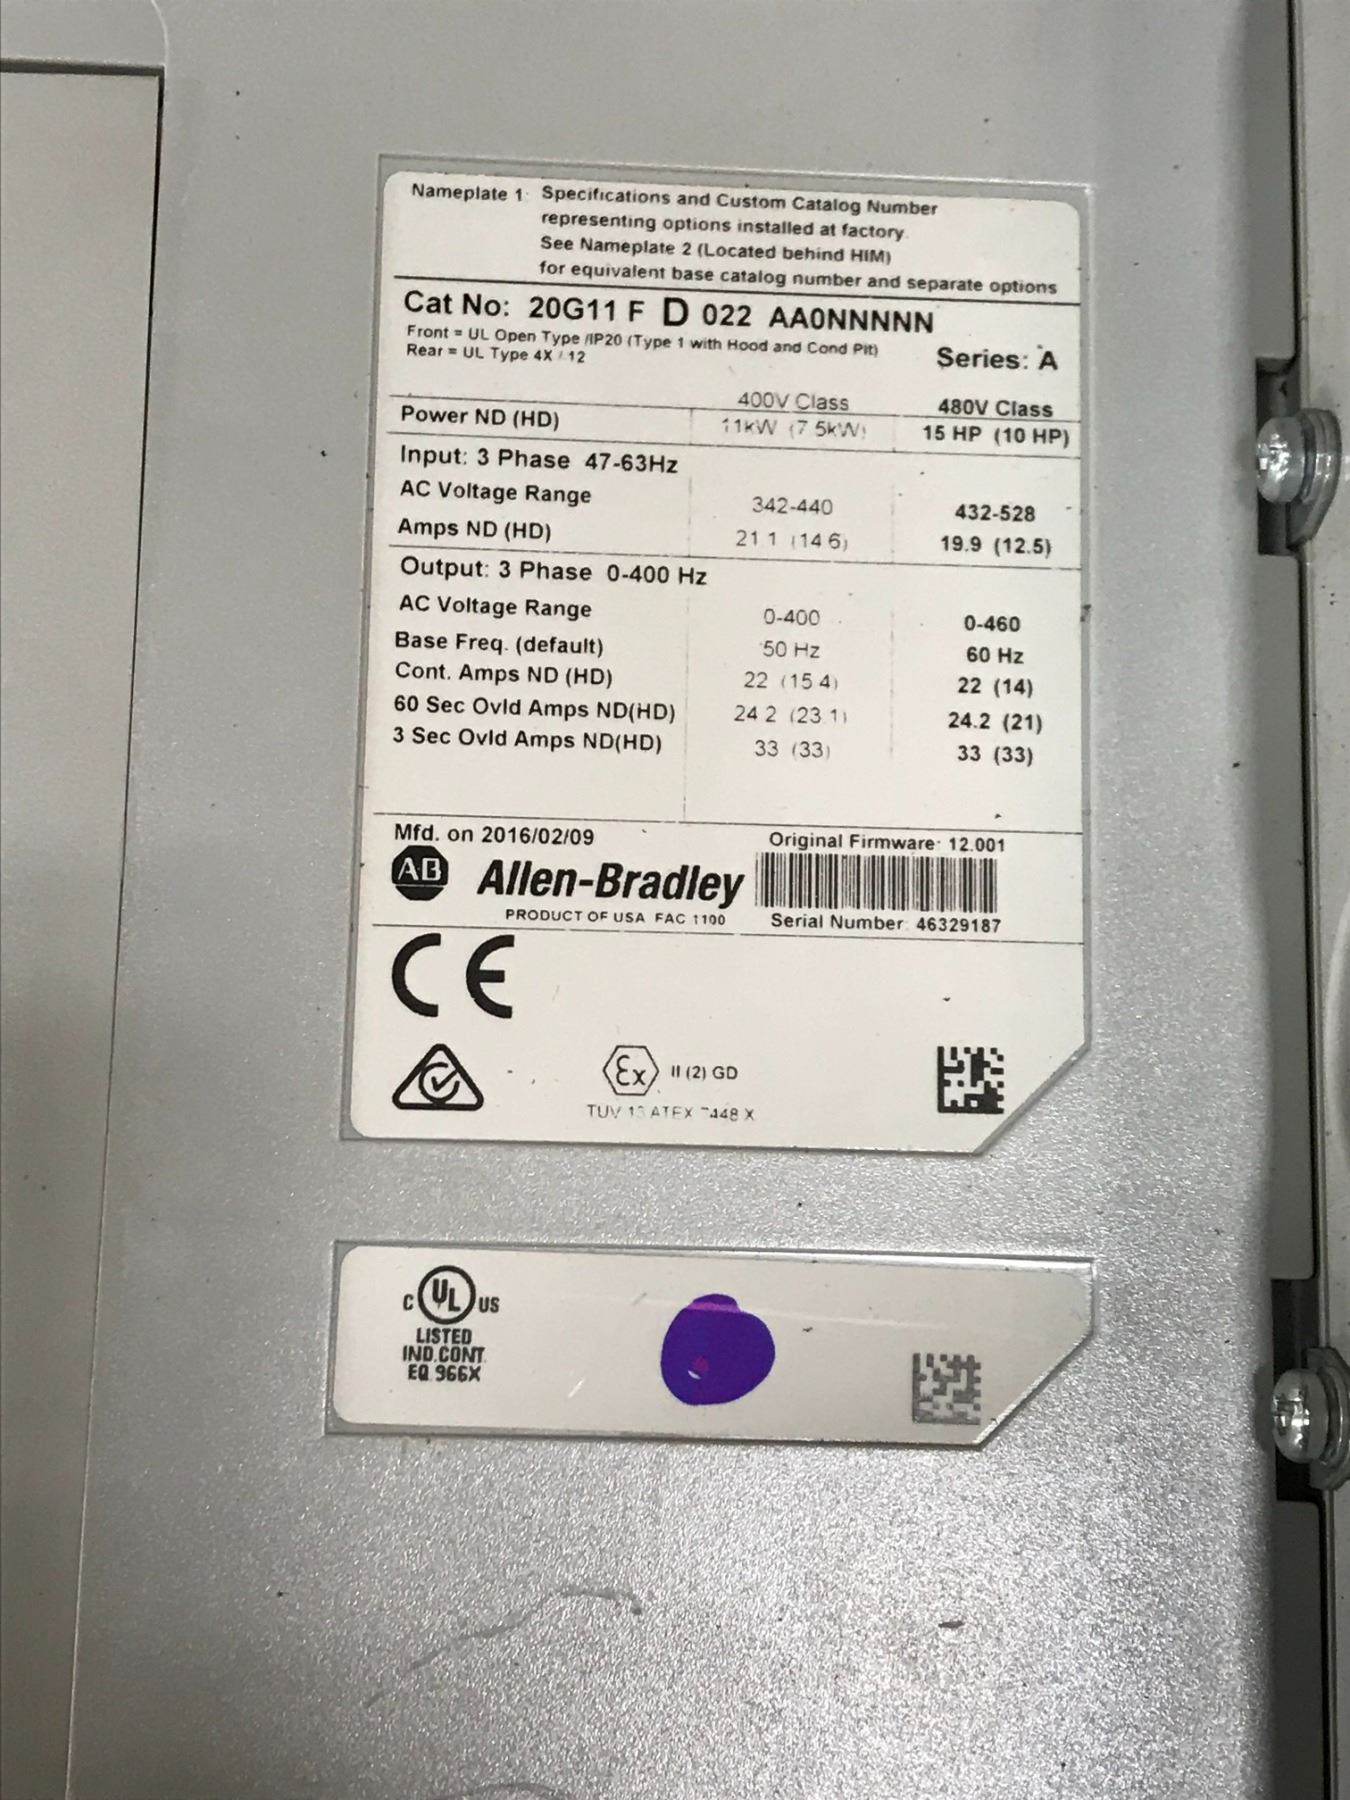 Nameplate 1: Specifications and Custom Catalog Number
representing options installed at factory.
See Nameplate 2 (Located behind HIM)
for equivalent base catalog number and separate options
Cat No: 20G11 F D 022 AA0NNNNN
Front = UL Open Type /IP20 (Type 1 with Hood and Cond Plt)
Rear = UL Type 4X / 12
Series: A
400V Class 480V Class
Power ND (HD) 11kW (7.5kW) 15 HP (10 HP)
Input: 3 Phase 47-63Hz
AC Voltage Range 342-440 432-528
Amps ND (HD) 21.1 (14.6) 19.9 (12.5)
Output: 3 Phase 0-400 Hz
AC Voltage Range 0-400 0-460
Base Freq. (default) 50 Hz 60 Hz
Cont. Amps ND (HD) 22 (15.4) 22 (14)
60 Sec Ovld Amps ND(HD) 24.2 (23.1) 24.2 (21)
3 Sec Ovld Amps ND(HD) 33 (33) 33 (33)
Mfd. on 2016/02/09 Original Firmware: 12.001
AB Allen-Bradley
PRODUCT OF USA FAC 1100 Serial Number: 46329187
CE
Ex II (2) GD
TUV ATEX X
C UL US
LISTED
IND.CONT.
EQ.966X